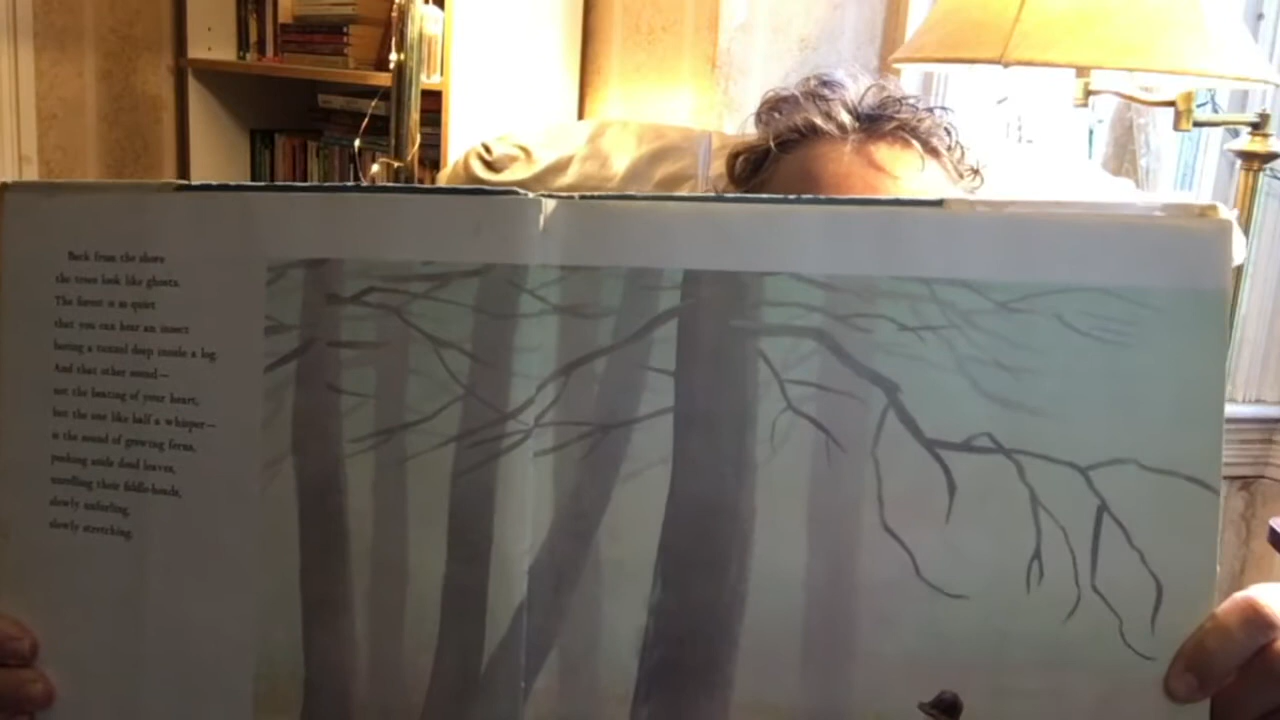 Back from the shore
the trees look like ghosts.
The forest is so quiet
that you can hear an insect
boring a tunnel deep inside a log.
And that other sound—
not the beating of your heart,
but the one like half a whisper—
is the sound of growing ferns,
pushing aside dead leaves,
unrolling their fiddle-heads,
slowly unfurling,
slowly stretching.